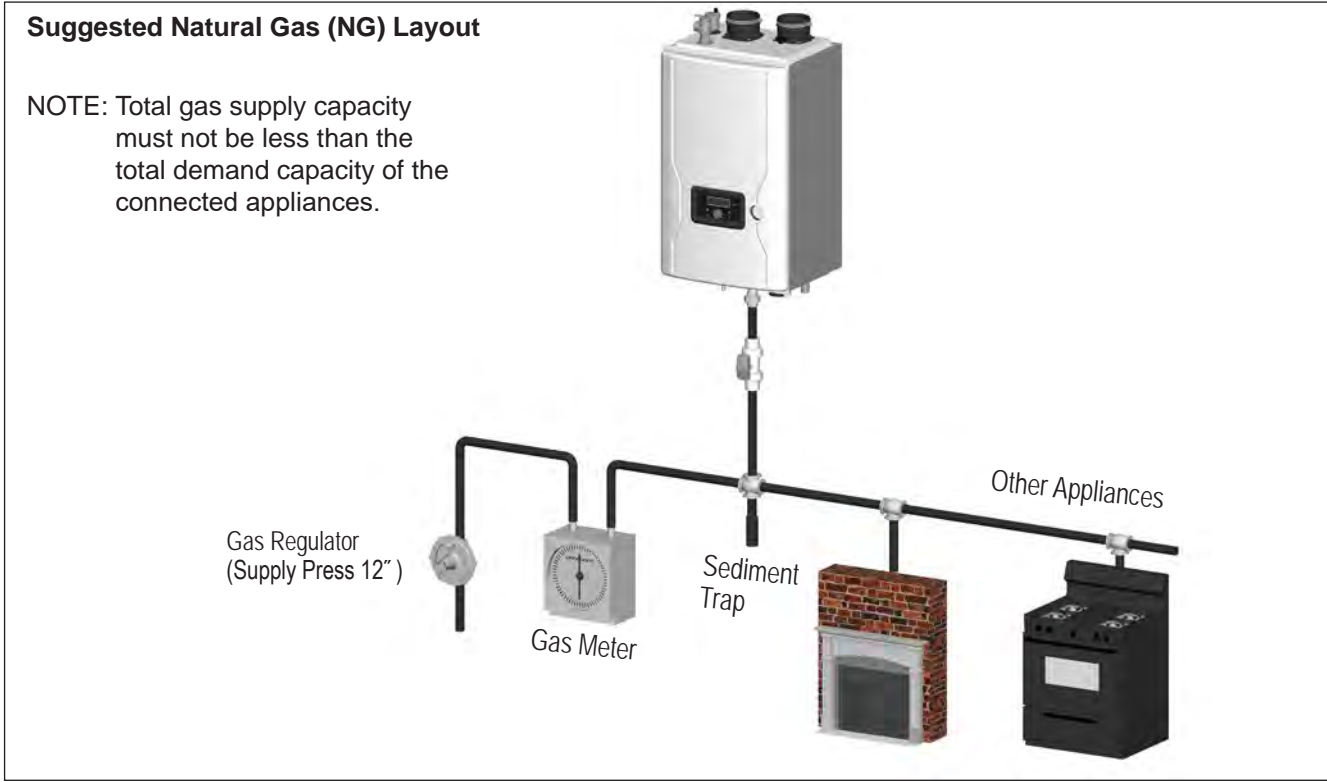 Suggested Natural Gas (NG) Layout
NOTE: Total gas supply capacity
must not be less than the
total demand capacity of the
connected appliances.
Other Appliances
Gas Regulator
(Supply Press 12˝ )
Sediment
Trap
Gas Meter